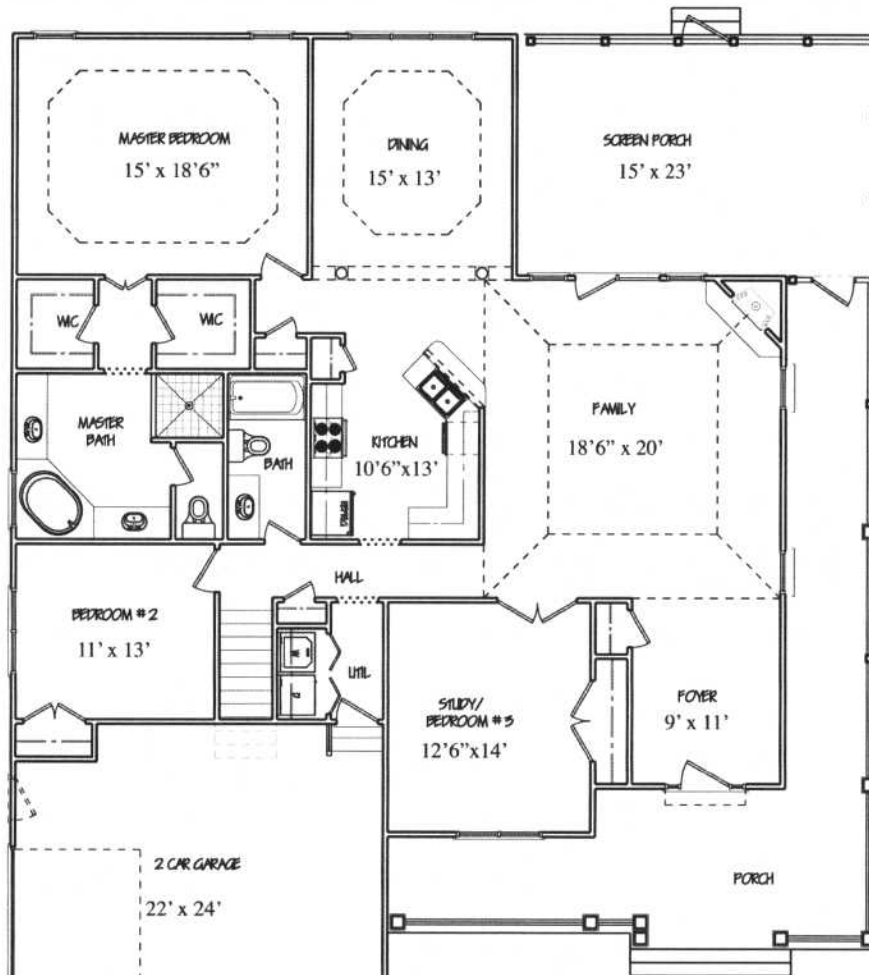 MASTER BEDROOM
15' x 18'6"
DINING
15' x 13'
SCREEN PORCH
15' x 23'
WIC
WIC
MASTER
BATH
BATH
KITCHEN
10'6"x13'
FAMILY
18'6" x 20'
HALL
BEDROOM #2
11' x 13'
UTIL
STUDY/
BEDROOM #3
12'6"x14'
FOYER
9' x 11'
2 CAR GARAGE
22' x 24'
PORCH